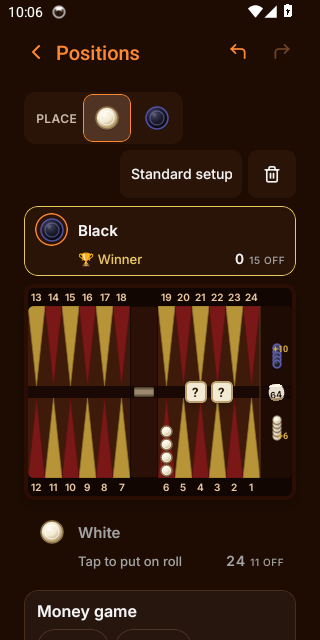 10:06
Positions
PLACE
Standard setup
Black
🏆 Winner
0 15 OFF
13 14 15 16 17 18 19 20 21 22 23 24
+10
? ?
64
+6
12 11 10 9 8 7 6 5 4 3 2 1
White
Tap to put on roll
24 11 OFF
Money game